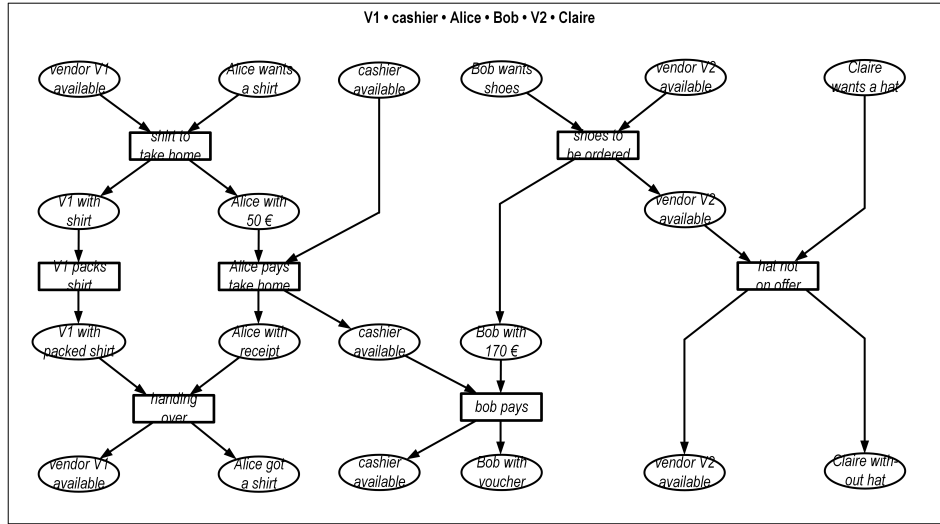 V1 • cashier • Alice • Bob • V2 • Claire
vendor V1
available
Alice wants
a shirt
cashier
available
Bob wants
shoes
vendor V2
available
Claire
wants a hat
shirt to
take home
shoes to
be ordered
V1 with
shirt
Alice with
50 €
vendor V2
available
V1 packs
shirt
Alice pays
take home
hat not
on offer
V1 with
packed shirt
Alice with
receipt
cashier
available
Bob with
170 €
handing
over
bob pays
vendor V1
available
Alice got
a shirt
cashier
available
Bob with
voucher
vendor V2
available
Claire with-
out hat